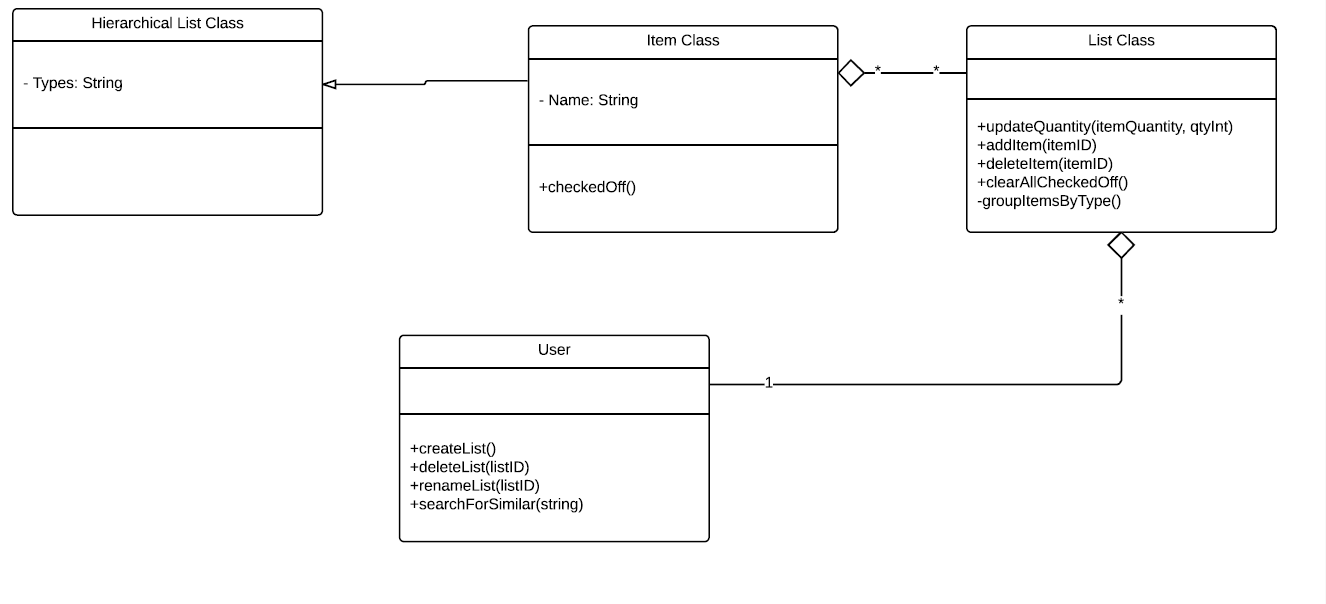 Hierarchical List Class
- Types: String
Item Class
- Name: String
+checkedOff()
*
*
List Class
+updateQuantity(itemQuantity, qtyInt)
+addItem(itemID)
+deleteItem(itemID)
+clearAllCheckedOff()
-groupItemsByType()
*
1
User
+createList()
+deleteList(listID)
+renameList(listID)
+searchForSimilar(string)